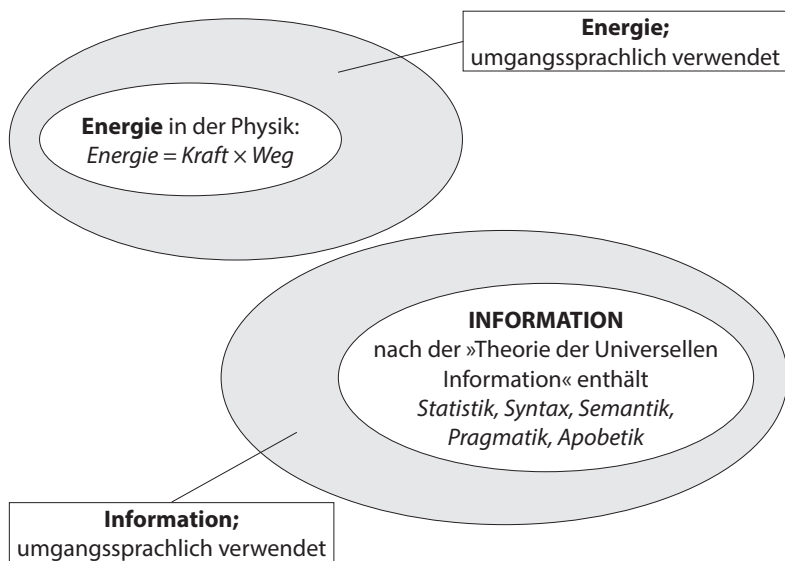 Energie;
umgangssprachlich verwendet
Energie in der Physik:
Energie = Kraft × Weg
INFORMATION
nach der »Theorie der Universellen
Information« enthält
Statistik, Syntax, Semantik,
Pragmatik, Apobetik
Information;
umgangssprachlich verwendet